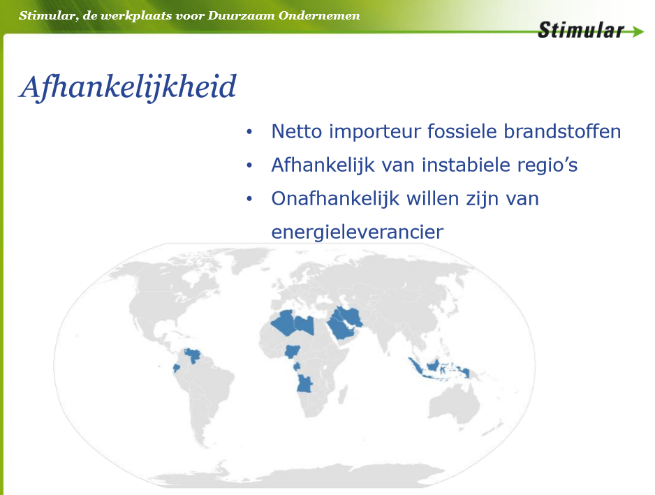 Stimular, de werkplaats voor Duurzaam Ondernemen
Stimular
Afhankelijkheid
• Netto importeur fossiele brandstoffen
• Afhankelijk van instabiele regio’s
• Onafhankelijk willen zijn van
energieleverancier